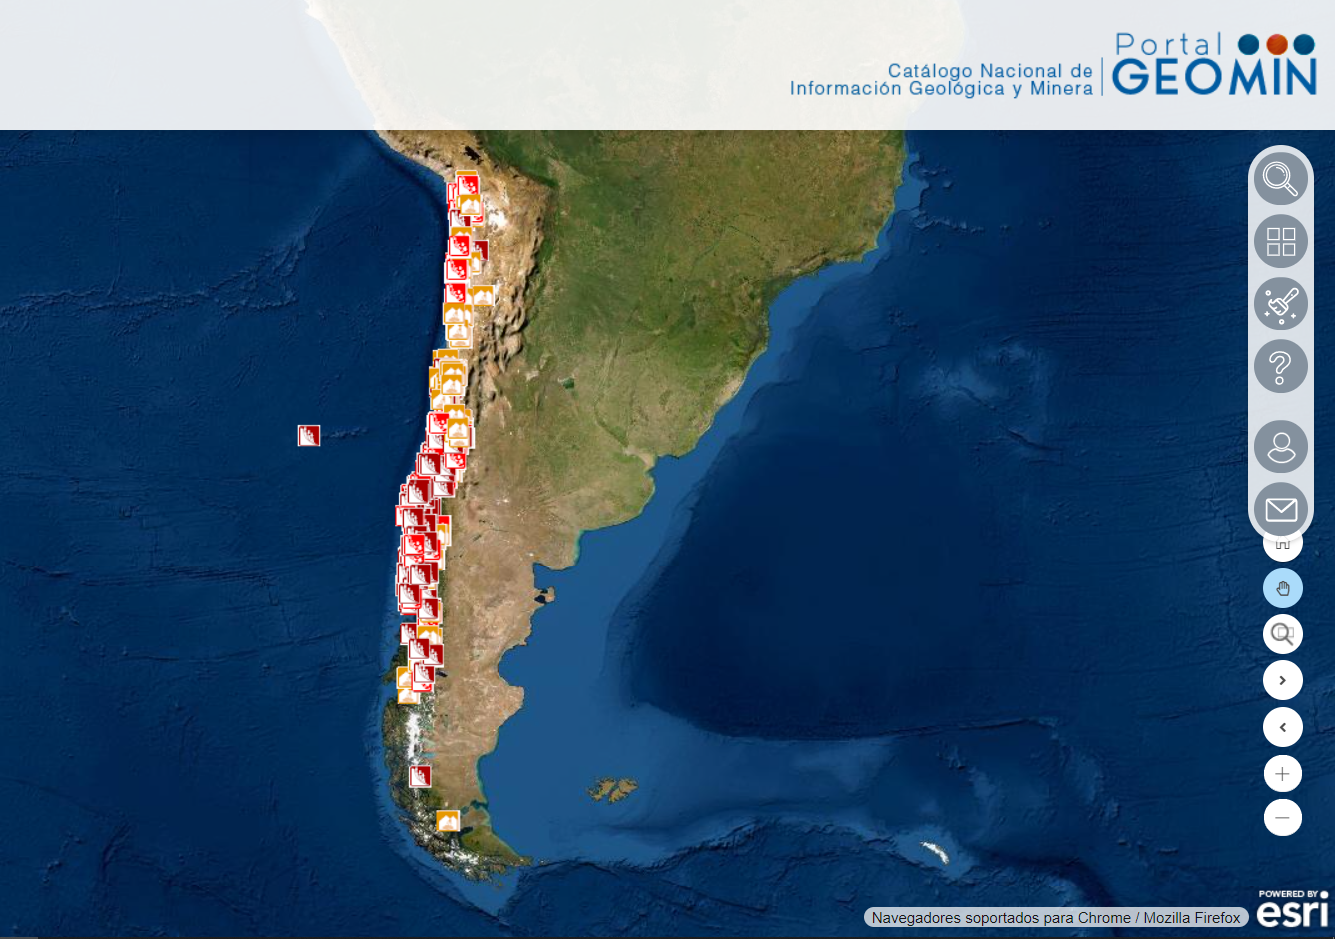 Portal
GEOMIN
Catálogo Nacional de
Información Geológica y Minera
POWERED BY
esri
Navegadores soportados para Chrome / Mozilla Firefox